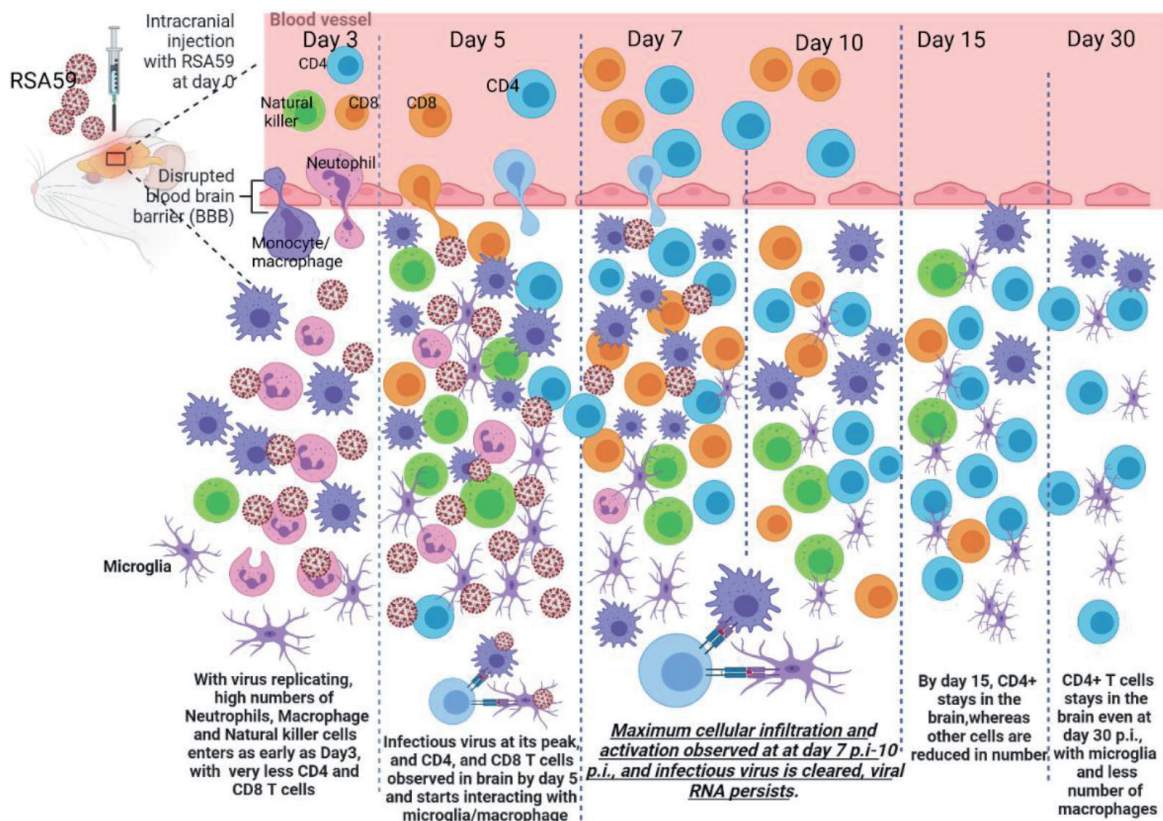 Blood vessel
Intracranial
injection
with RSA59
at day 0
RSA59
Day 3
Day 5
Day 7
Day 10
Day 15
Day 30
CD4
Natural
killer
CD8
CD8
CD4
Neutophil
Disrupted
blood brain
barrier (BBB)
Monocyte/
macrophage
Microglia
With virus replicating,
high numbers of
Neutrophils, Macrophage
and Natural killer cells
enters as early as Day3,
with very less CD4 and
CD8 T cells
Infectious virus at its peak,
and CD4, and CD8 T cells
observed in brain by day 5
and starts interacting with
microglia/macrophage
Maximum cellular infiltration and
activation observed at at day 7 p.i-10
p.i., and infectious virus is cleared, viral
RNA persists.
By day 15, CD4+
stays in the
brain,whereas
other cells are
reduced in number
CD4+ T cells
stays in the
brain even at
day 30 p.i.,
with microglia
and less
number of
macrophages